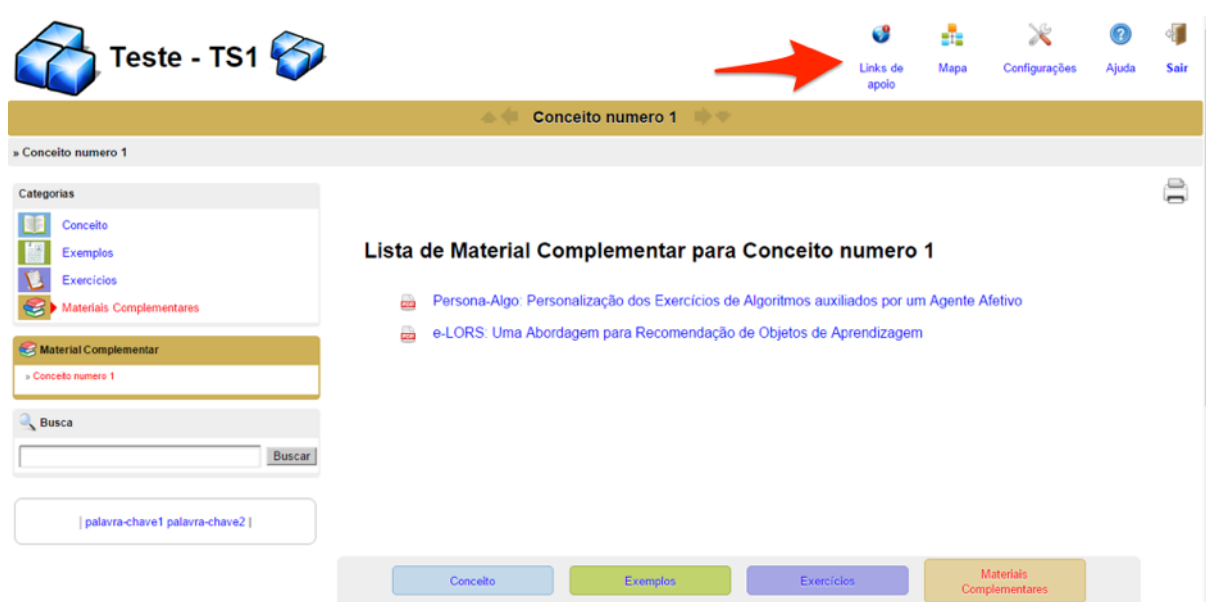 Teste - TS1
Links de
apoio
Mapa
Configurações
Ajuda
Sair
Conceito numero 1
» Conceito numero 1
Categorias
Conceito
Exemplos
Exercícios
Materiais Complementares
Material Complementar
» Conceito numero 1
Busca
Buscar
| palavra-chave1 palavra-chave2 |
Lista de Material Complementar para Conceito numero 1
Persona-Algo: Personalização dos Exercícios de Algoritmos auxiliados por um Agente Afetivo
e-LORS: Uma Abordagem para Recomendação de Objetos de Aprendizagem
Conceito
Exemplos
Exercícios
Materiais
Complementares